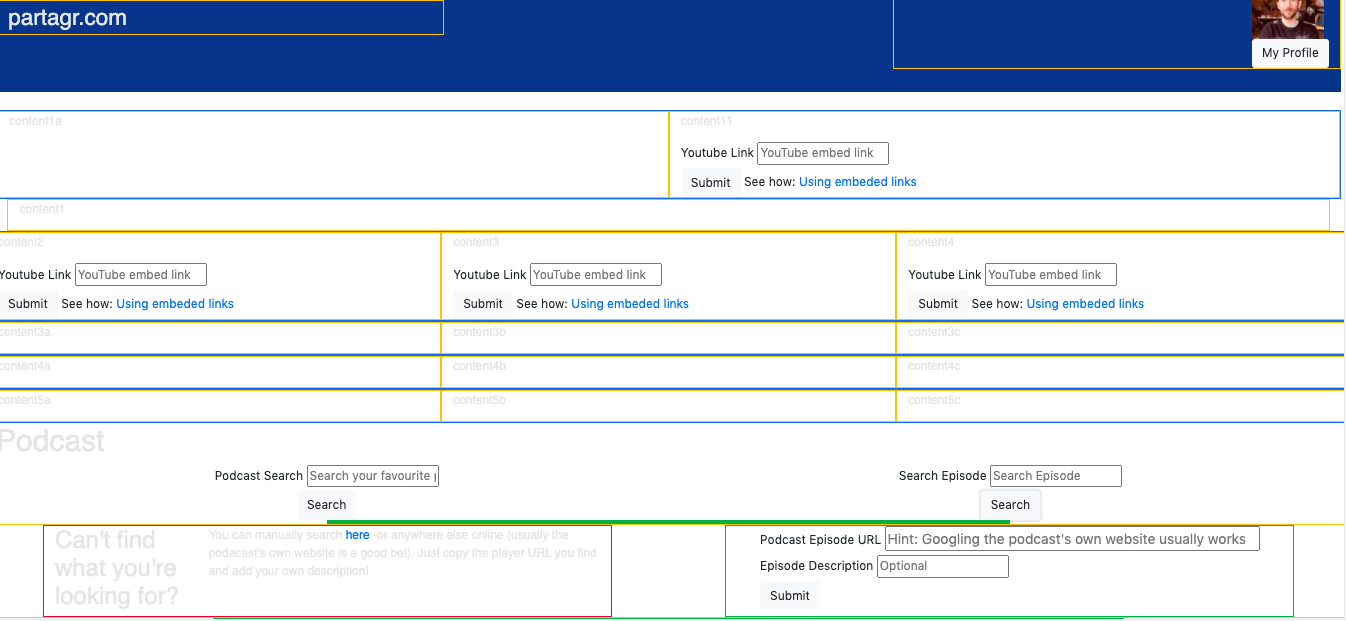 partagr.com
My Profile
content1a
content11
Youtube Link YouTube embed link
Submit See how: Using embeded links
content1
content2 content3 content4
Youtube Link YouTube embed link Youtube Link YouTube embed link Youtube Link YouTube embed link
Submit See how: Using embeded links Submit See how: Using embeded links Submit See how: Using embeded links
content3a content3b content3c
content4a content4b content4c
content5a content5b content5c
Podcast
Podcast Search Search your favourite Search Episode Search Episode
Search Search
Can't find
what you're
looking for?
You can manually search here -or anywhere else online (usually the
podacast's own website is a good bet). Just copy the player URL you find
and add your own description!
Podcast Episode URL Hint: Googling the podcast's own website usually works
Episode Description Optional
Submit